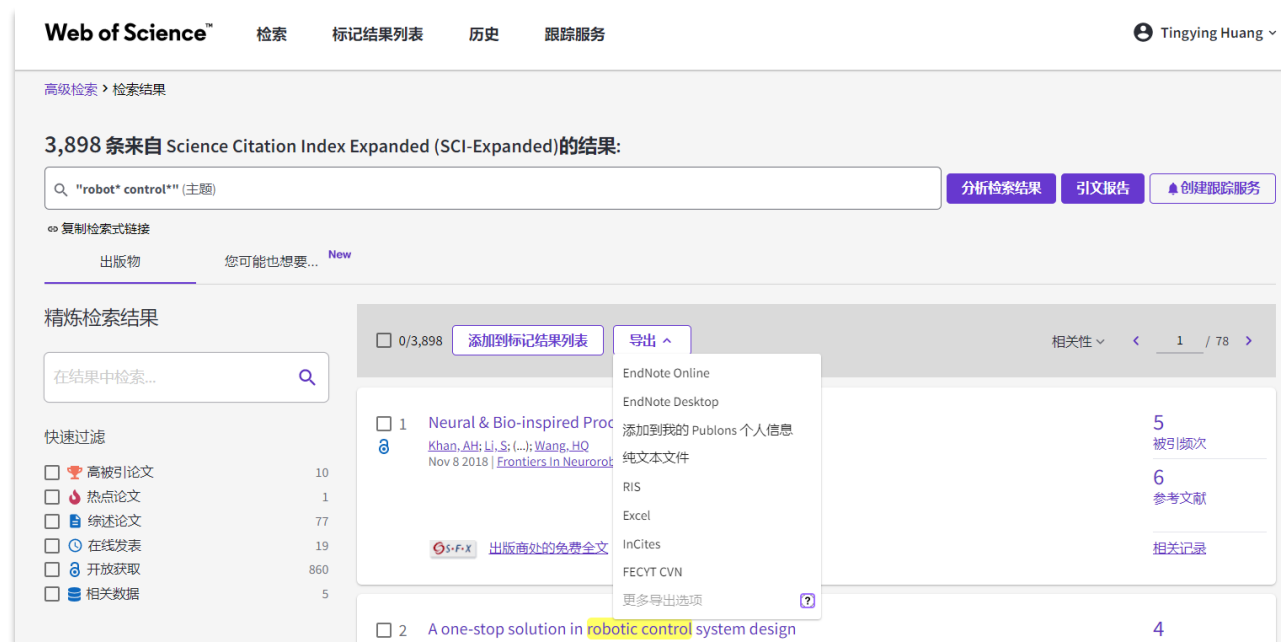 Web of Science™ 检索 标记结果列表 历史 跟踪服务 Tingying Huang
高级检索 > 检索结果
3,898 条来自 Science Citation Index Expanded (SCI-Expanded)的结果:
"robot* control*" (主题) 分析检索结果 引文报告 创建跟踪服务
复制检索式链接
出版物 您可能也想要... New
精炼检索结果
0/3,898 添加到标记结果列表 导出 相关性 1 / 78
在结果中检索...
快速过滤
高被引论文 10
热点论文 1
综述论文 77
在线发表 19
开放获取 860
相关数据 5
EndNote Online
EndNote Desktop
添加到我的 Publons 个人信息
纯文本文件
RIS
Excel
InCites
FECYT CVN
更多导出选项 ?
1 Neural & Bio-inspired Proc
Khan, AH; Li, S; (...); Wang, HQ
Nov 8 2018 | Frontiers In Neurorob
S·F·X 出版商处的免费全文
5
被引频次
6
参考文献
相关记录
2 A one-stop solution in robotic control system design 4